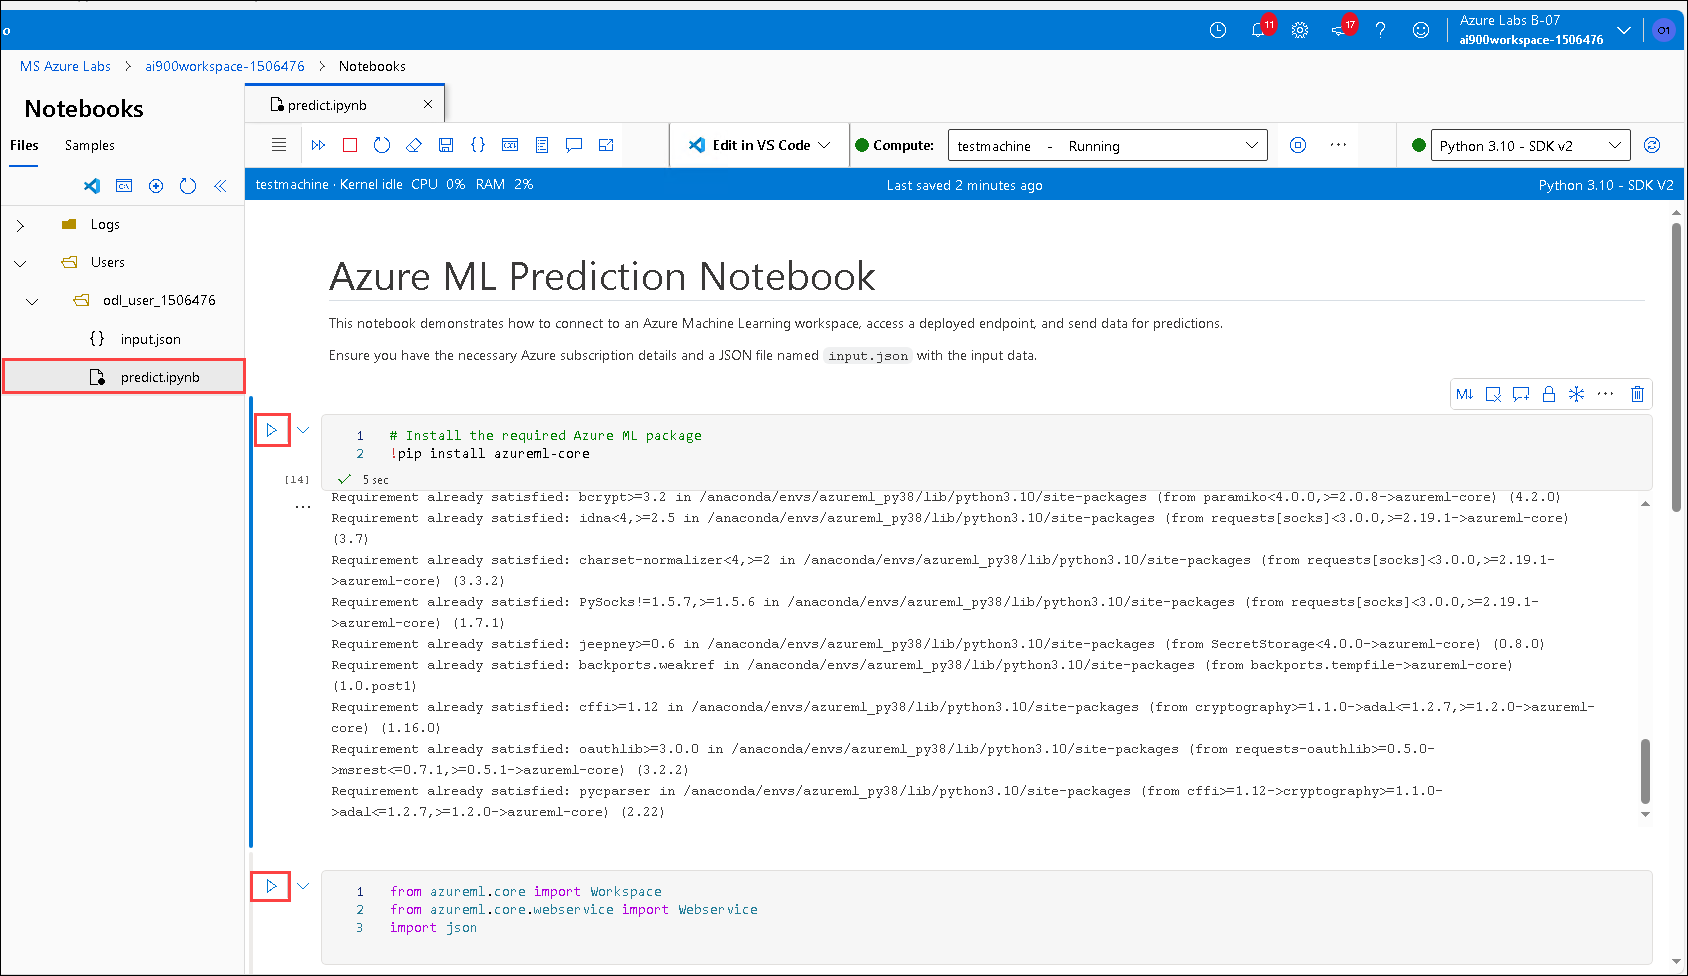 o
11
17
Azure Labs B-07
ai900workspace-1506476
O1
MS Azure Labs > ai900workspace-1506476 > Notebooks
Notebooks
Files Samples
Logs
Users
odl_user_1506476
{} input.json
predict.ipynb
predict.ipynb
Edit in VS Code
Compute:
testmachine - Running
Python 3.10 - SDK v2
testmachine · Kernel idle CPU 0% RAM 2%
Last saved 2 minutes ago
Python 3.10 - SDK V2
Azure ML Prediction Notebook
This notebook demonstrates how to connect to an Azure Machine Learning workspace, access a deployed endpoint, and send data for predictions.
Ensure you have the necessary Azure subscription details and a JSON file named input.json with the input data.
M↓
1 # Install the required Azure ML package
2 !pip install azureml-core
[14]
5 sec
Requirement already satisfied: bcrypt>=3.2 in /anaconda/envs/azureml_py38/lib/python3.10/site-packages (from paramiko<4.0.0,>=2.0.8->azureml-core) (4.2.0)
Requirement already satisfied: idna<4,>=2.5 in /anaconda/envs/azureml_py38/lib/python3.10/site-packages (from requests[socks]<3.0.0,>=2.19.1->azureml-core)
(3.7)
Requirement already satisfied: charset-normalizer<4,>=2 in /anaconda/envs/azureml_py38/lib/python3.10/site-packages (from requests[socks]<3.0.0,>=2.19.1-
>azureml-core) (3.3.2)
Requirement already satisfied: PySocks!=1.5.7,>=1.5.6 in /anaconda/envs/azureml_py38/lib/python3.10/site-packages (from requests[socks]<3.0.0,>=2.19.1-
>azureml-core) (1.7.1)
Requirement already satisfied: jeepney>=0.6 in /anaconda/envs/azureml_py38/lib/python3.10/site-packages (from SecretStorage<4.0.0->azureml-core) (0.8.0)
Requirement already satisfied: backports.weakref in /anaconda/envs/azureml_py38/lib/python3.10/site-packages (from backports.tempfile->azureml-core)
(1.0.post1)
Requirement already satisfied: cffi>=1.12 in /anaconda/envs/azureml_py38/lib/python3.10/site-packages (from cryptography>=1.1.0->adal<=1.2.7,>=1.2.0->azureml-
core) (1.16.0)
Requirement already satisfied: oauthlib>=3.0.0 in /anaconda/envs/azureml_py38/lib/python3.10/site-packages (from requests-oauthlib>=0.5.0-
>msrest<=0.7.1,>=0.5.1->azureml-core) (3.2.2)
Requirement already satisfied: pycparser in /anaconda/envs/azureml_py38/lib/python3.10/site-packages (from cffi>=1.12->cryptography>=1.1.0-
>adal<=1.2.7,>=1.2.0->azureml-core) (2.22)
1 from azureml.core import Workspace
2 from azureml.core.webservice import Webservice
3 import json